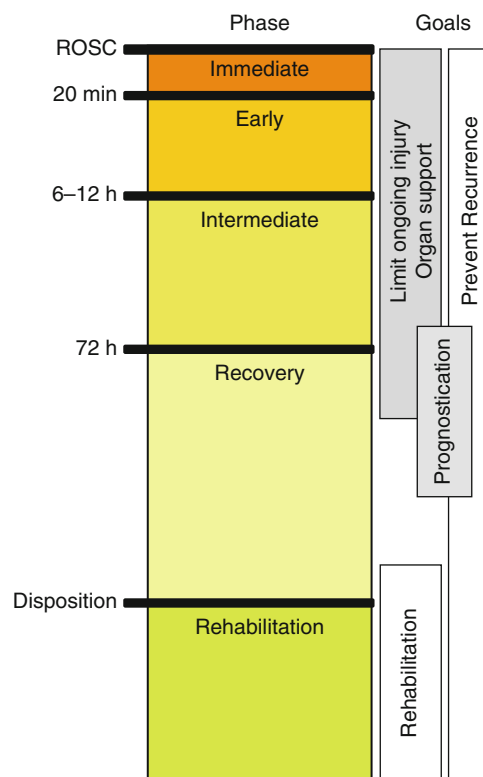 Phase
Goals
ROSC
Immediate
20 min
Early
6–12 h
Intermediate
72 h
Recovery
Disposition
Rehabilitation
Limit ongoing injury
Organ support
Prevent Recurrence
Prognostication
Rehabilitation